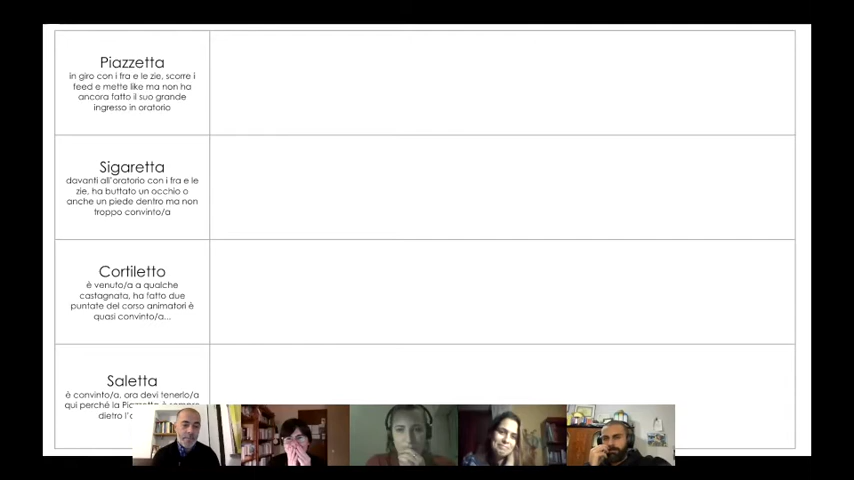 Piazzetta
in giro con i fra e le zie, scorre i
feed e mette like ma non ha
ancora fatto il suo grande
ingresso in oratorio
Sigaretta
davanti all'oratorio con i fra e le
zie, ha buttato un occhio o
anche un piede dentro ma non
troppo convinto/a
Cortiletto
è venuto/a a qualche
castagnata, ha fatto due
puntate del corso animatori è
quasi convinto/a...
Saletta
è convinto/a, ora devi tenerlo/a
qui perché la Piazzetta è sempre
dietro